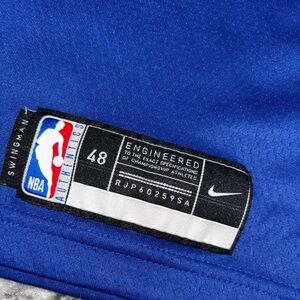 SWINGMAN
NBA
AUTHENTICS
48
ENGINEERED
TO THE EXACT SPECIFICATIONS
OF CHAMPIONSHIP ATHLETES
RJP60259SA